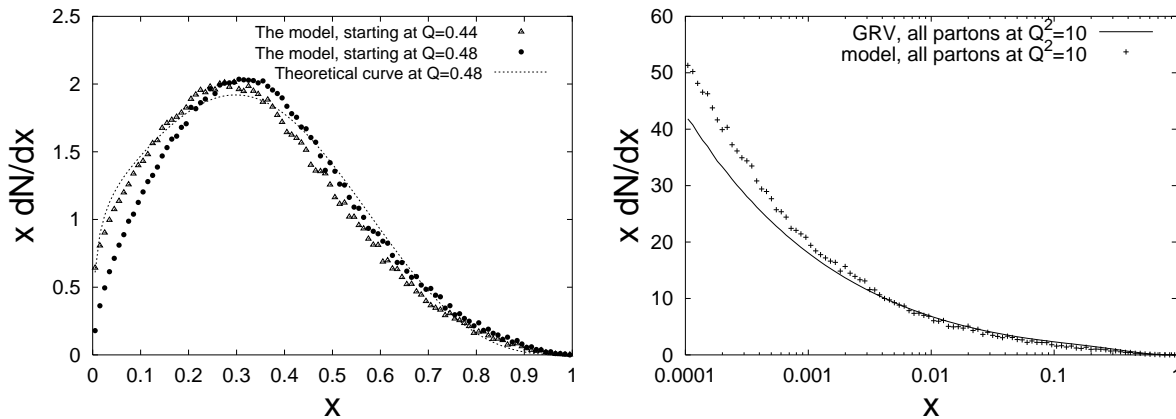 2.5
2
1.5
1
0.5
0
x dN/dx
The model, starting at Q=0.44
The model, starting at Q=0.48
Theoretical curve at Q=0.48
0 0.1 0.2 0.3 0.4 0.5 0.6 0.7 0.8 0.9 1
x
60
50
40
30
20
10
0
x dN/dx
GRV, all partons at Q²=10
model, all partons at Q²=10
0.0001 0.001 0.01 0.1 1
x